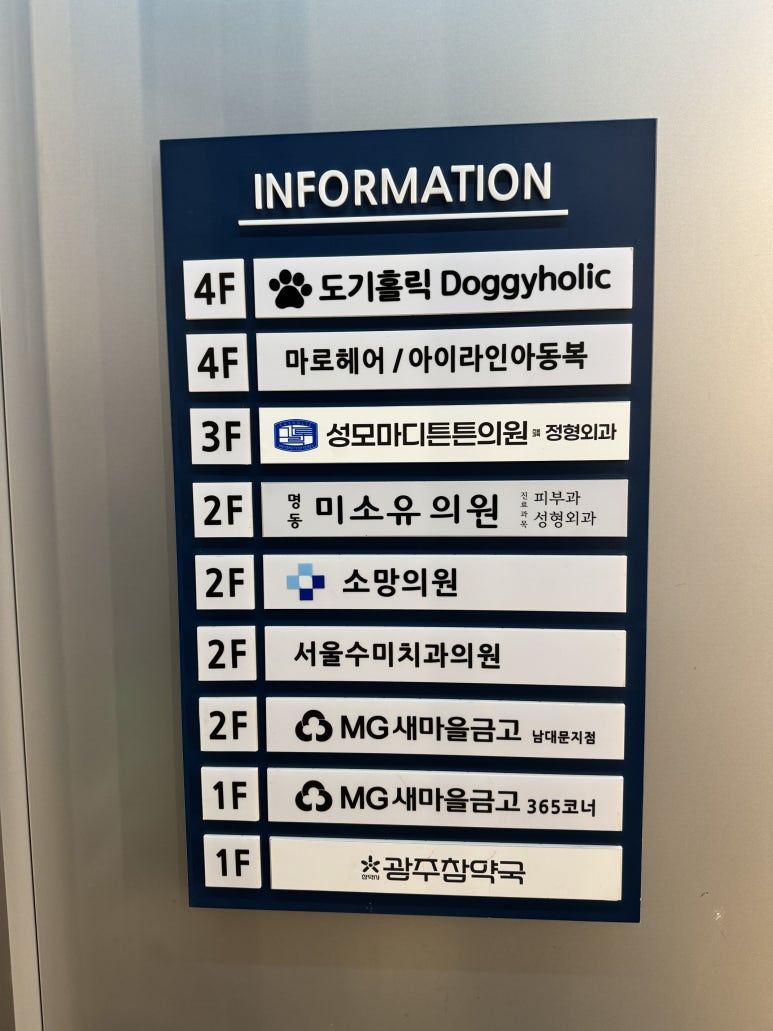 INFORMATION
4F 도기홀릭 Doggyholic
4F 마로헤어 / 아이라인아동복
3F 성모마디튼튼의원 정형외과
2F 명동 미소유 의원 진료과목 피부과 성형외과
2F 소망의원
2F 서울수미치과의원
2F MG새마을금고 남대문지점
1F MG새마을금고 365코너
1F 광주참약국